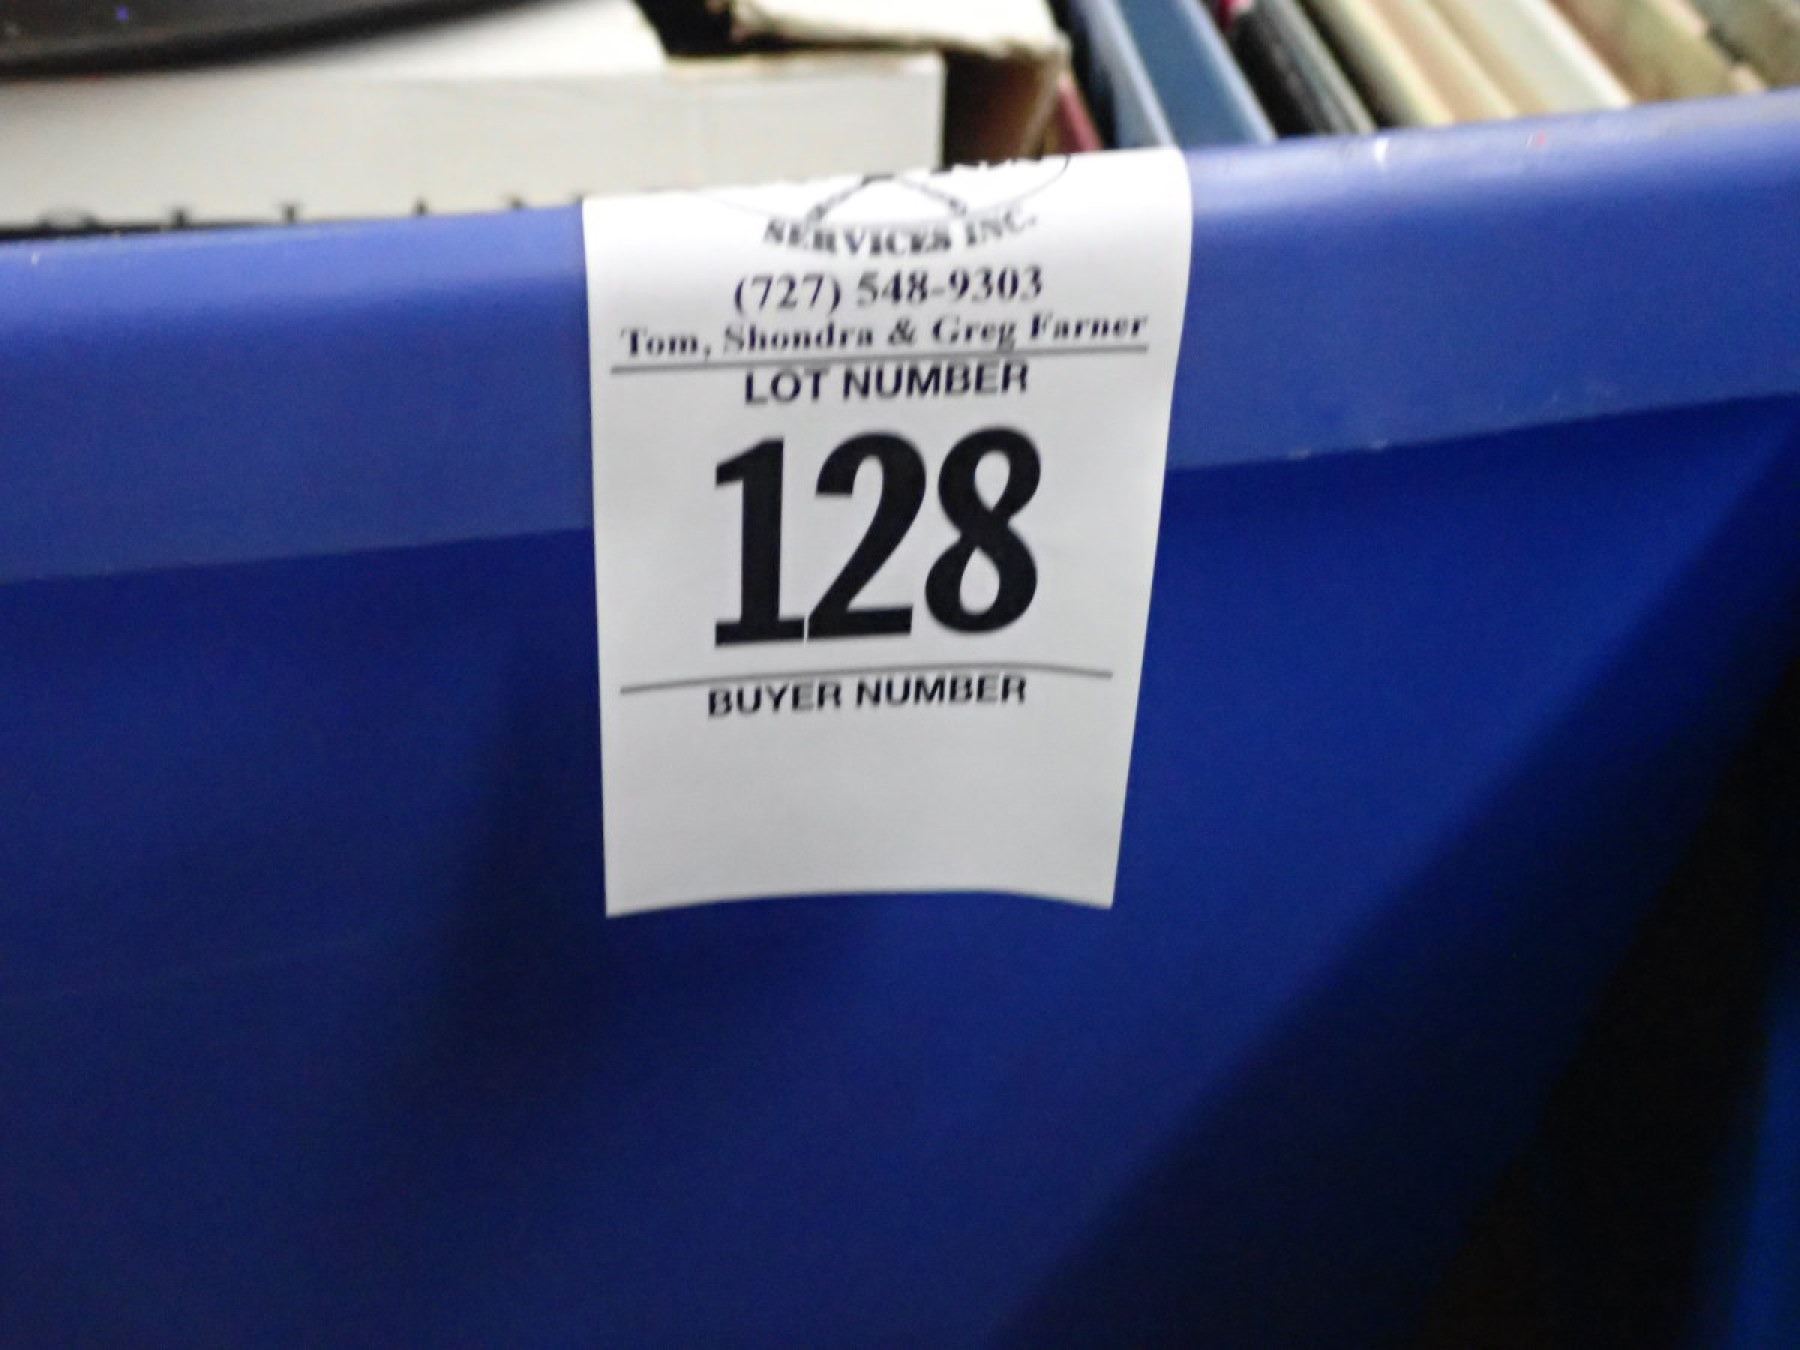 SERVICES INC.
(727) 548-9303
Tom, Shondra & Greg Farner
LOT NUMBER
128
BUYER NUMBER